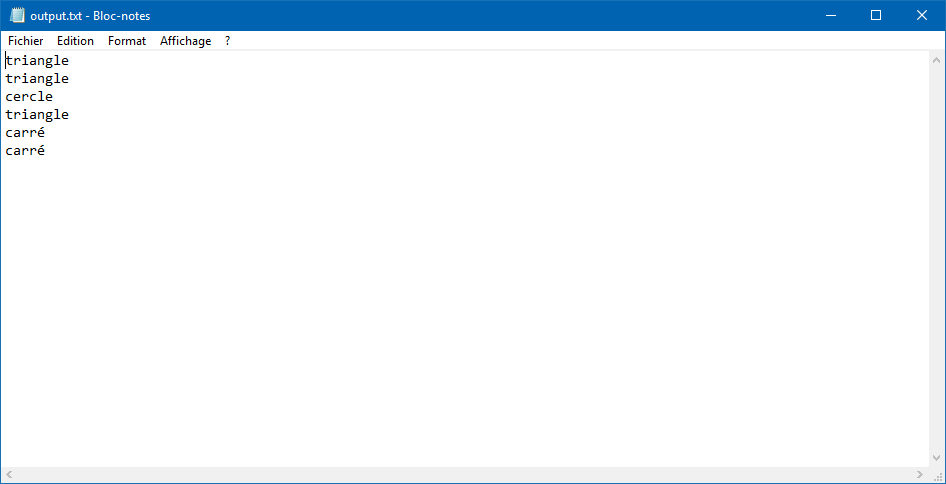 output.txt - Bloc-notes
Fichier Edition Format Affichage ?
triangle
triangle
cercle
triangle
carré
carré